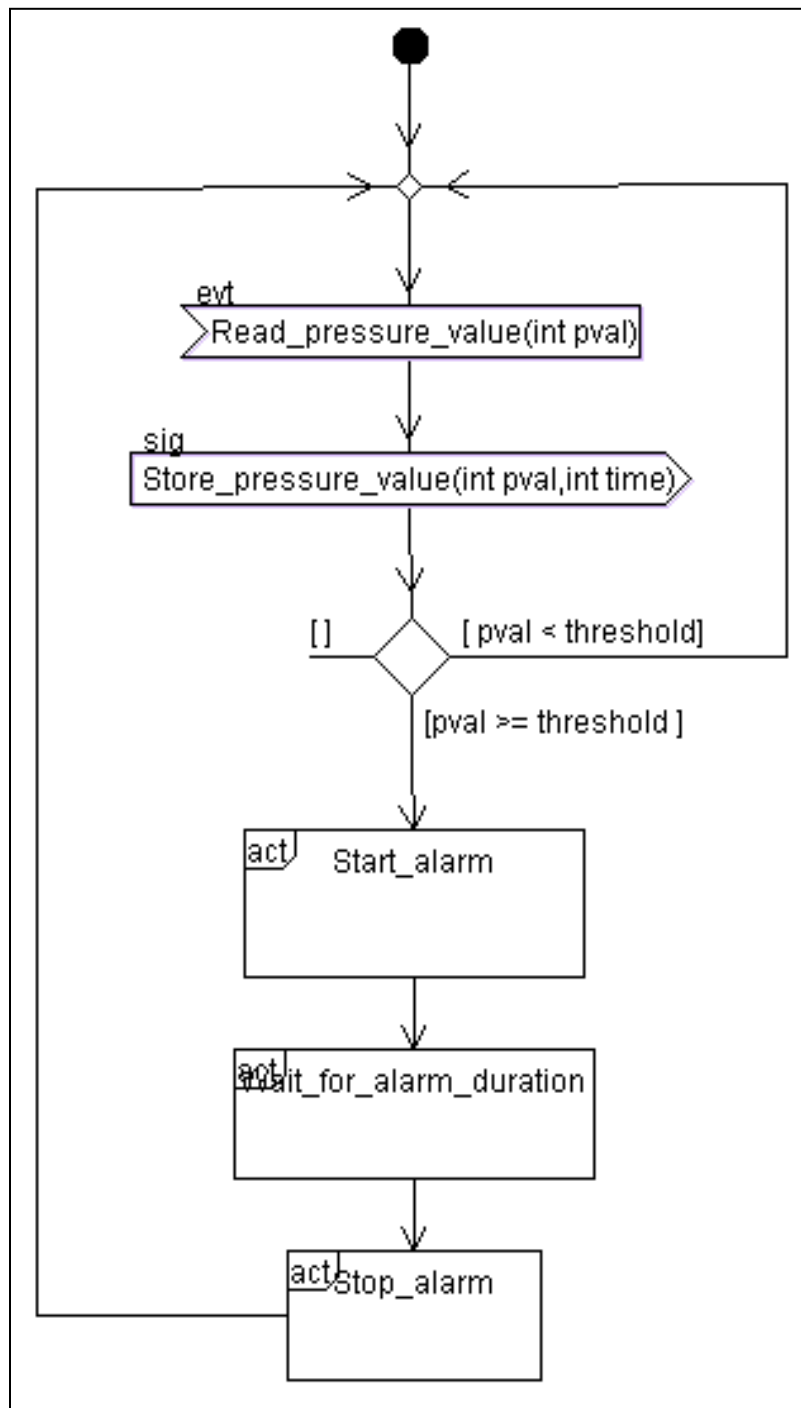 evt
Read_pressure_value(int pval)
sig
Store_pressure_value(int pval,int time)
[ ] [ pval < threshold]
[pval >= threshold ]
act
Start_alarm
act
Wait_for_alarm_duration
act
Stop_alarm